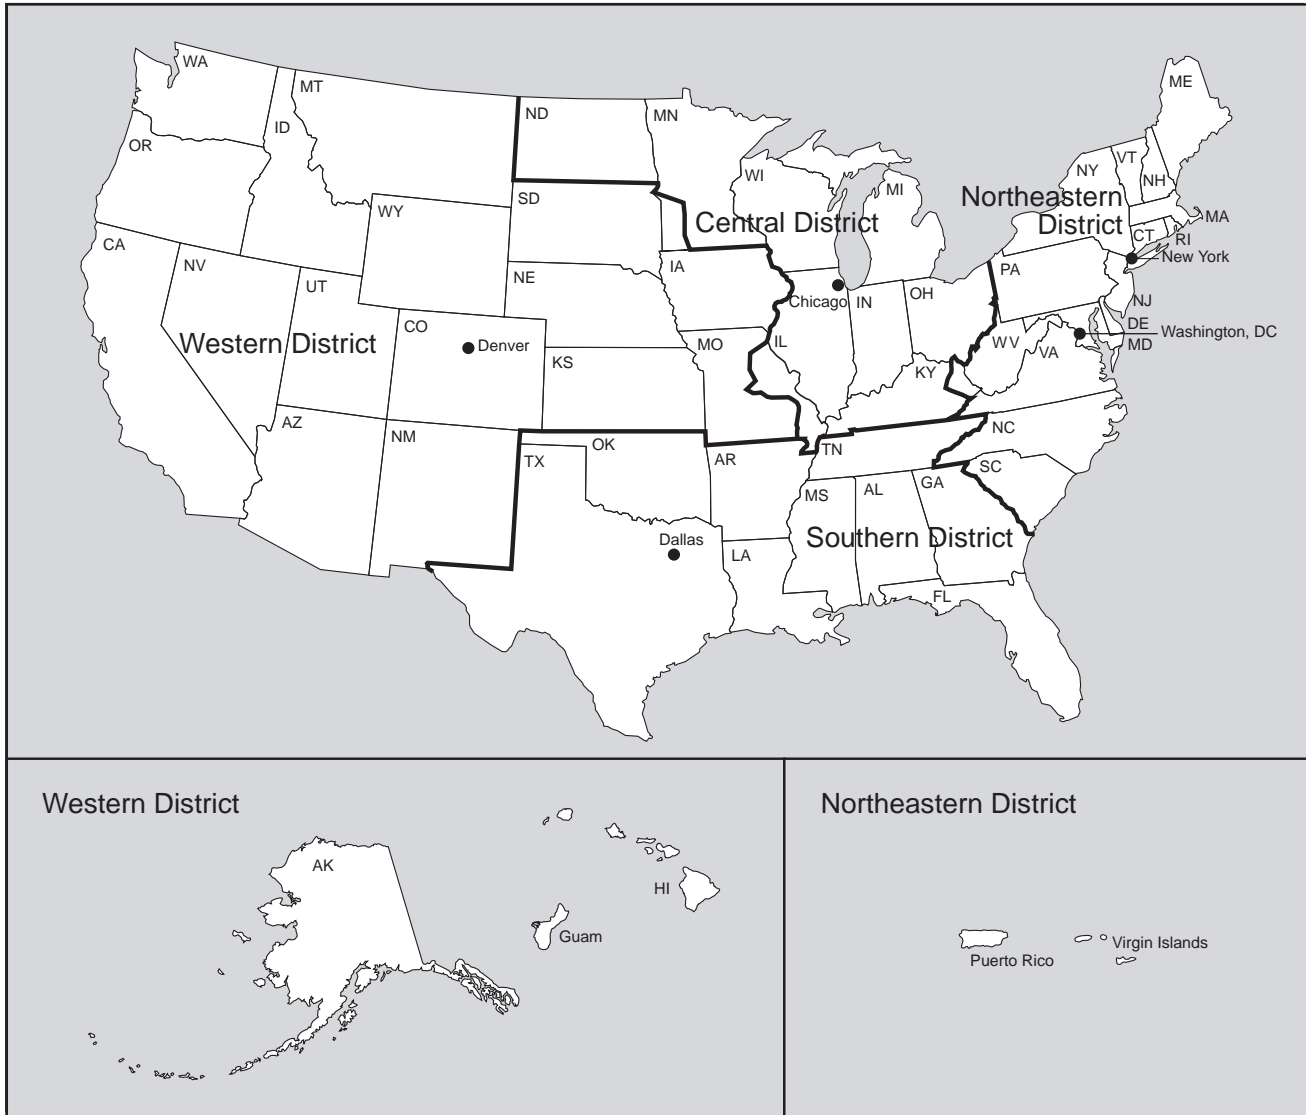 WA
MT
ND
MN
ME
OR
ID
WI
MI
NY
VT
NH
WY
SD
Northeastern
District
Central District
MA
CA
CT
RI
NV
IA
New York
NE
PA
UT
OH
Chicago
IN
NJ
CO
DE
Washington, DC
Western District
Denver
MO
IL
WV
VA
MD
KS
KY
AZ
NM
OK
TN
NC
TX
AR
SC
MS
AL
GA
Dallas
Southern District
LA
FL
Western District
Northeastern District
AK
HI
Guam
Virgin Islands
Puerto Rico